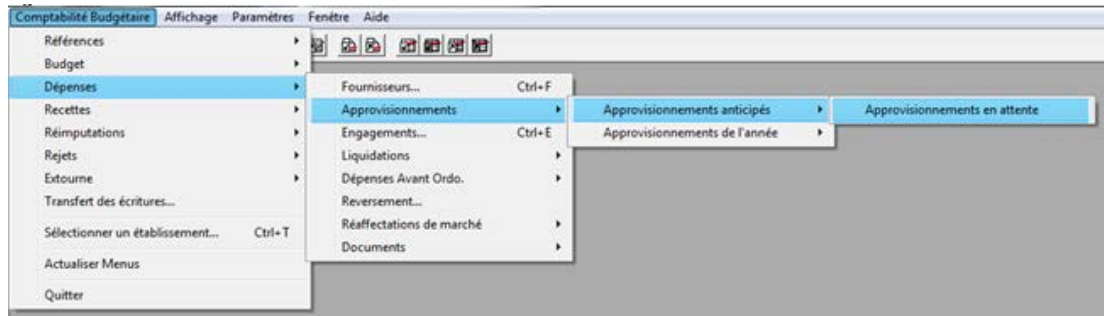 Comptabilité Budgétaire Affichage Paramètres Fenêtre Aide
Références
Budget
Dépenses
Recettes
Réimputations
Rejets
Extourne
Transfert des écritures...
Sélectionner un établissement... Ctrl+T
Actualiser Menus
Quitter
Fournisseurs... Ctrl+F
Approvisionnements
Engagements... Ctrl+E
Liquidations
Dépenses Avant Ordo.
Reversement...
Réaffectations de marché
Documents
Approvisionnements anticipés
Approvisionnements de l'année
Approvisionnements en attente